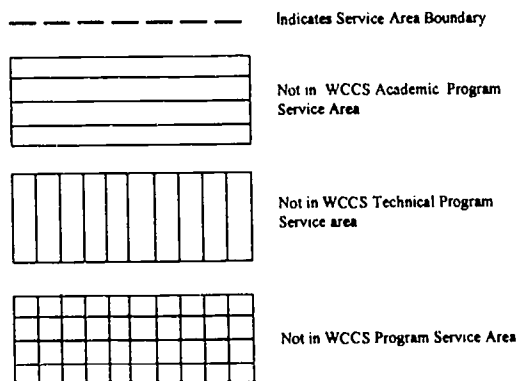 Indicates Service Area Boundary
Not in WCCS Academic Program
Service Area
Not in WCCS Technical Program
Service area
Not in WCCS Program Service Area